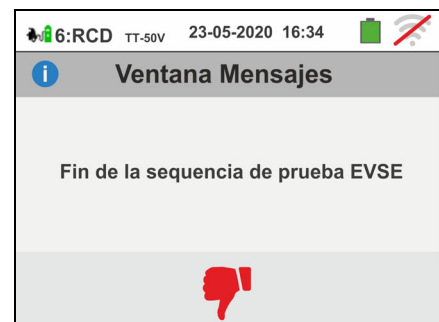 6:RCD TT-50V 23-05-2020 16:34
i Ventana Mensajes
Fin de la sequencia de prueba EVSE